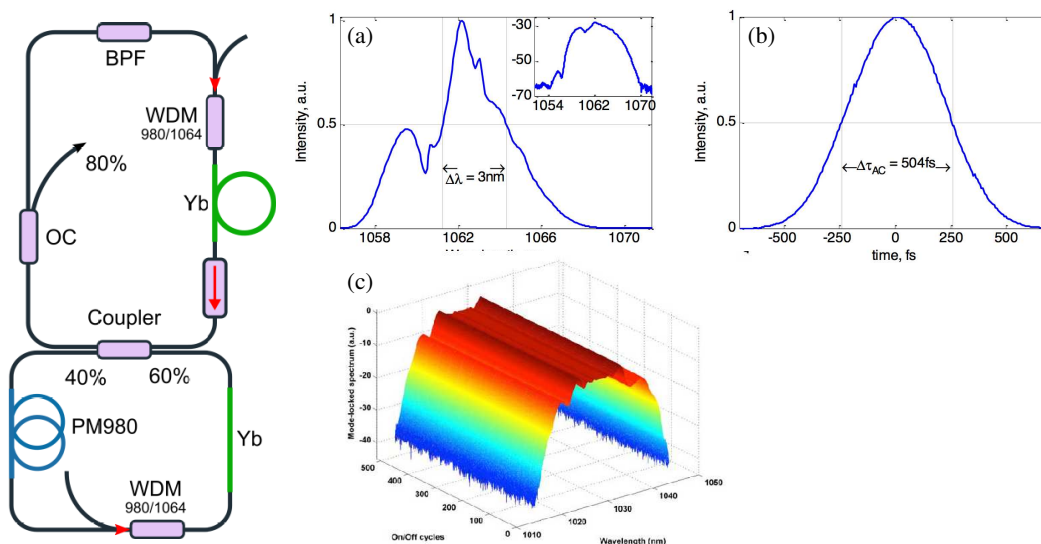 BPF
WDM
980/1064
80%
Yb
OC
Coupler
40%
60%
PM980
Yb
WDM
980/1064
(a)
Intensity, a.u.
1
0.5
0
1058
1062
1066
1070
Δλ = 3nm
-30
-50
-70
1054
1062
1070
(b)
Intensity, a.u.
1
0.5
0
-500
-250
0
250
500
time, fs
Δτ_AC = 504fs
(c)
Mode-locked spectrum (a.u.)
0
-10
-20
-30
-40
500
400
300
200
100
0
On/Off cycles
1010
1020
1030
1040
1050
Wavelength (nm)